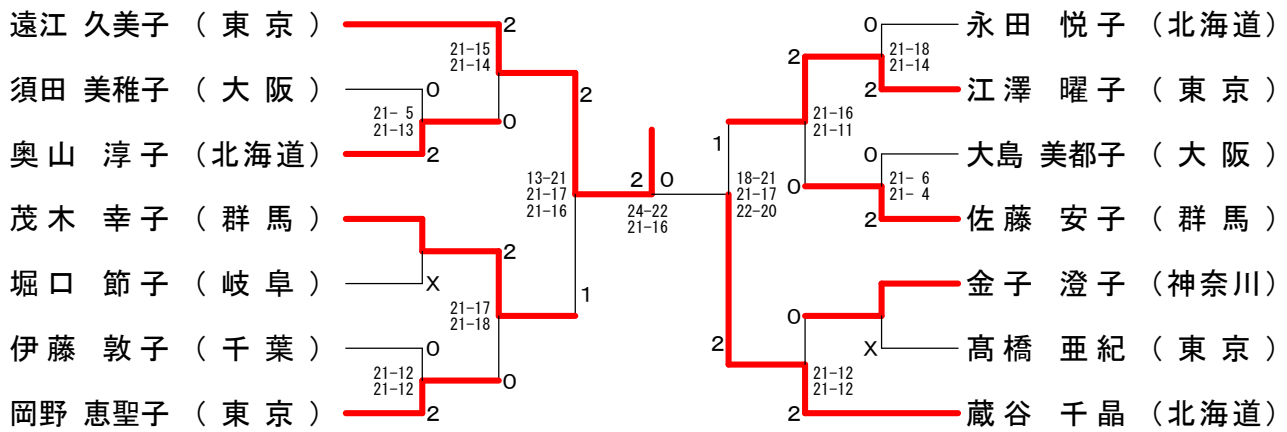 遠江 久美子 （ 東 京 ）
2
21-15
21-14
須田 美稚子 （ 大 阪 ）
0
21- 5
21-13
0
奥山 淳子 （北海道）
2
2
13-21
21-17
21-16
茂木 幸子 （ 群 馬 ）
2
堀口 節子 （ 岐 阜 ）
X
21-17
21-18
1
伊藤 敦子 （ 千 葉 ）
0
21-12
21-12
0
岡野 恵聖子 （ 東 京 ）
2
2 0
24-22
21-16
0 永田 悦子 （北海道）
21-18
21-14
2
2 江澤 曜子 （ 東 京 ）
21-16
21-11
1
0 大島 美都子 （ 大 阪 ）
21- 6
21- 4
0
2 佐藤 安子 （ 群 馬 ）
18-21
21-17
22-20
金子 澄子 （神奈川）
0
X 髙橋 亜紀 （ 東 京 ）
2
21-12
21-12
2 蔵谷 千晶 （北海道）